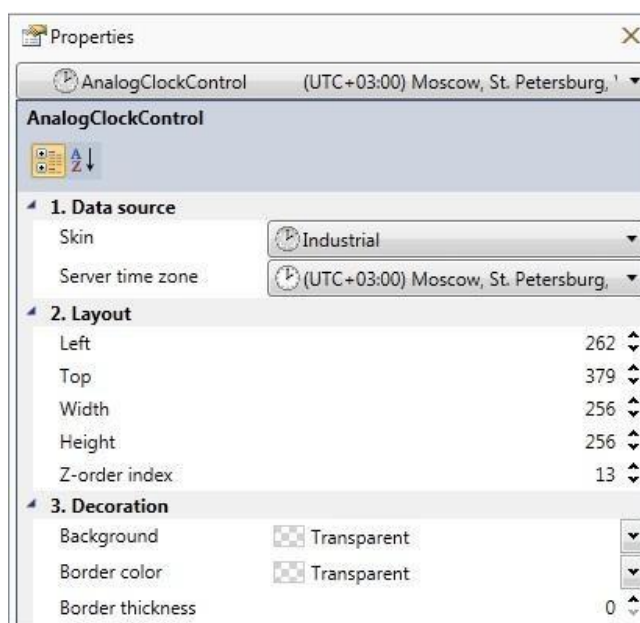 Properties
AnalogClockControl (UTC+03:00) Moscow, St. Petersburg,
AnalogClockControl
A
Z
1. Data source
Skin Industrial
Server time zone (UTC+03:00) Moscow, St. Petersburg,
2. Layout
Left 262
Top 379
Width 256
Height 256
Z-order index 13
3. Decoration
Background Transparent
Border color Transparent
Border thickness 0